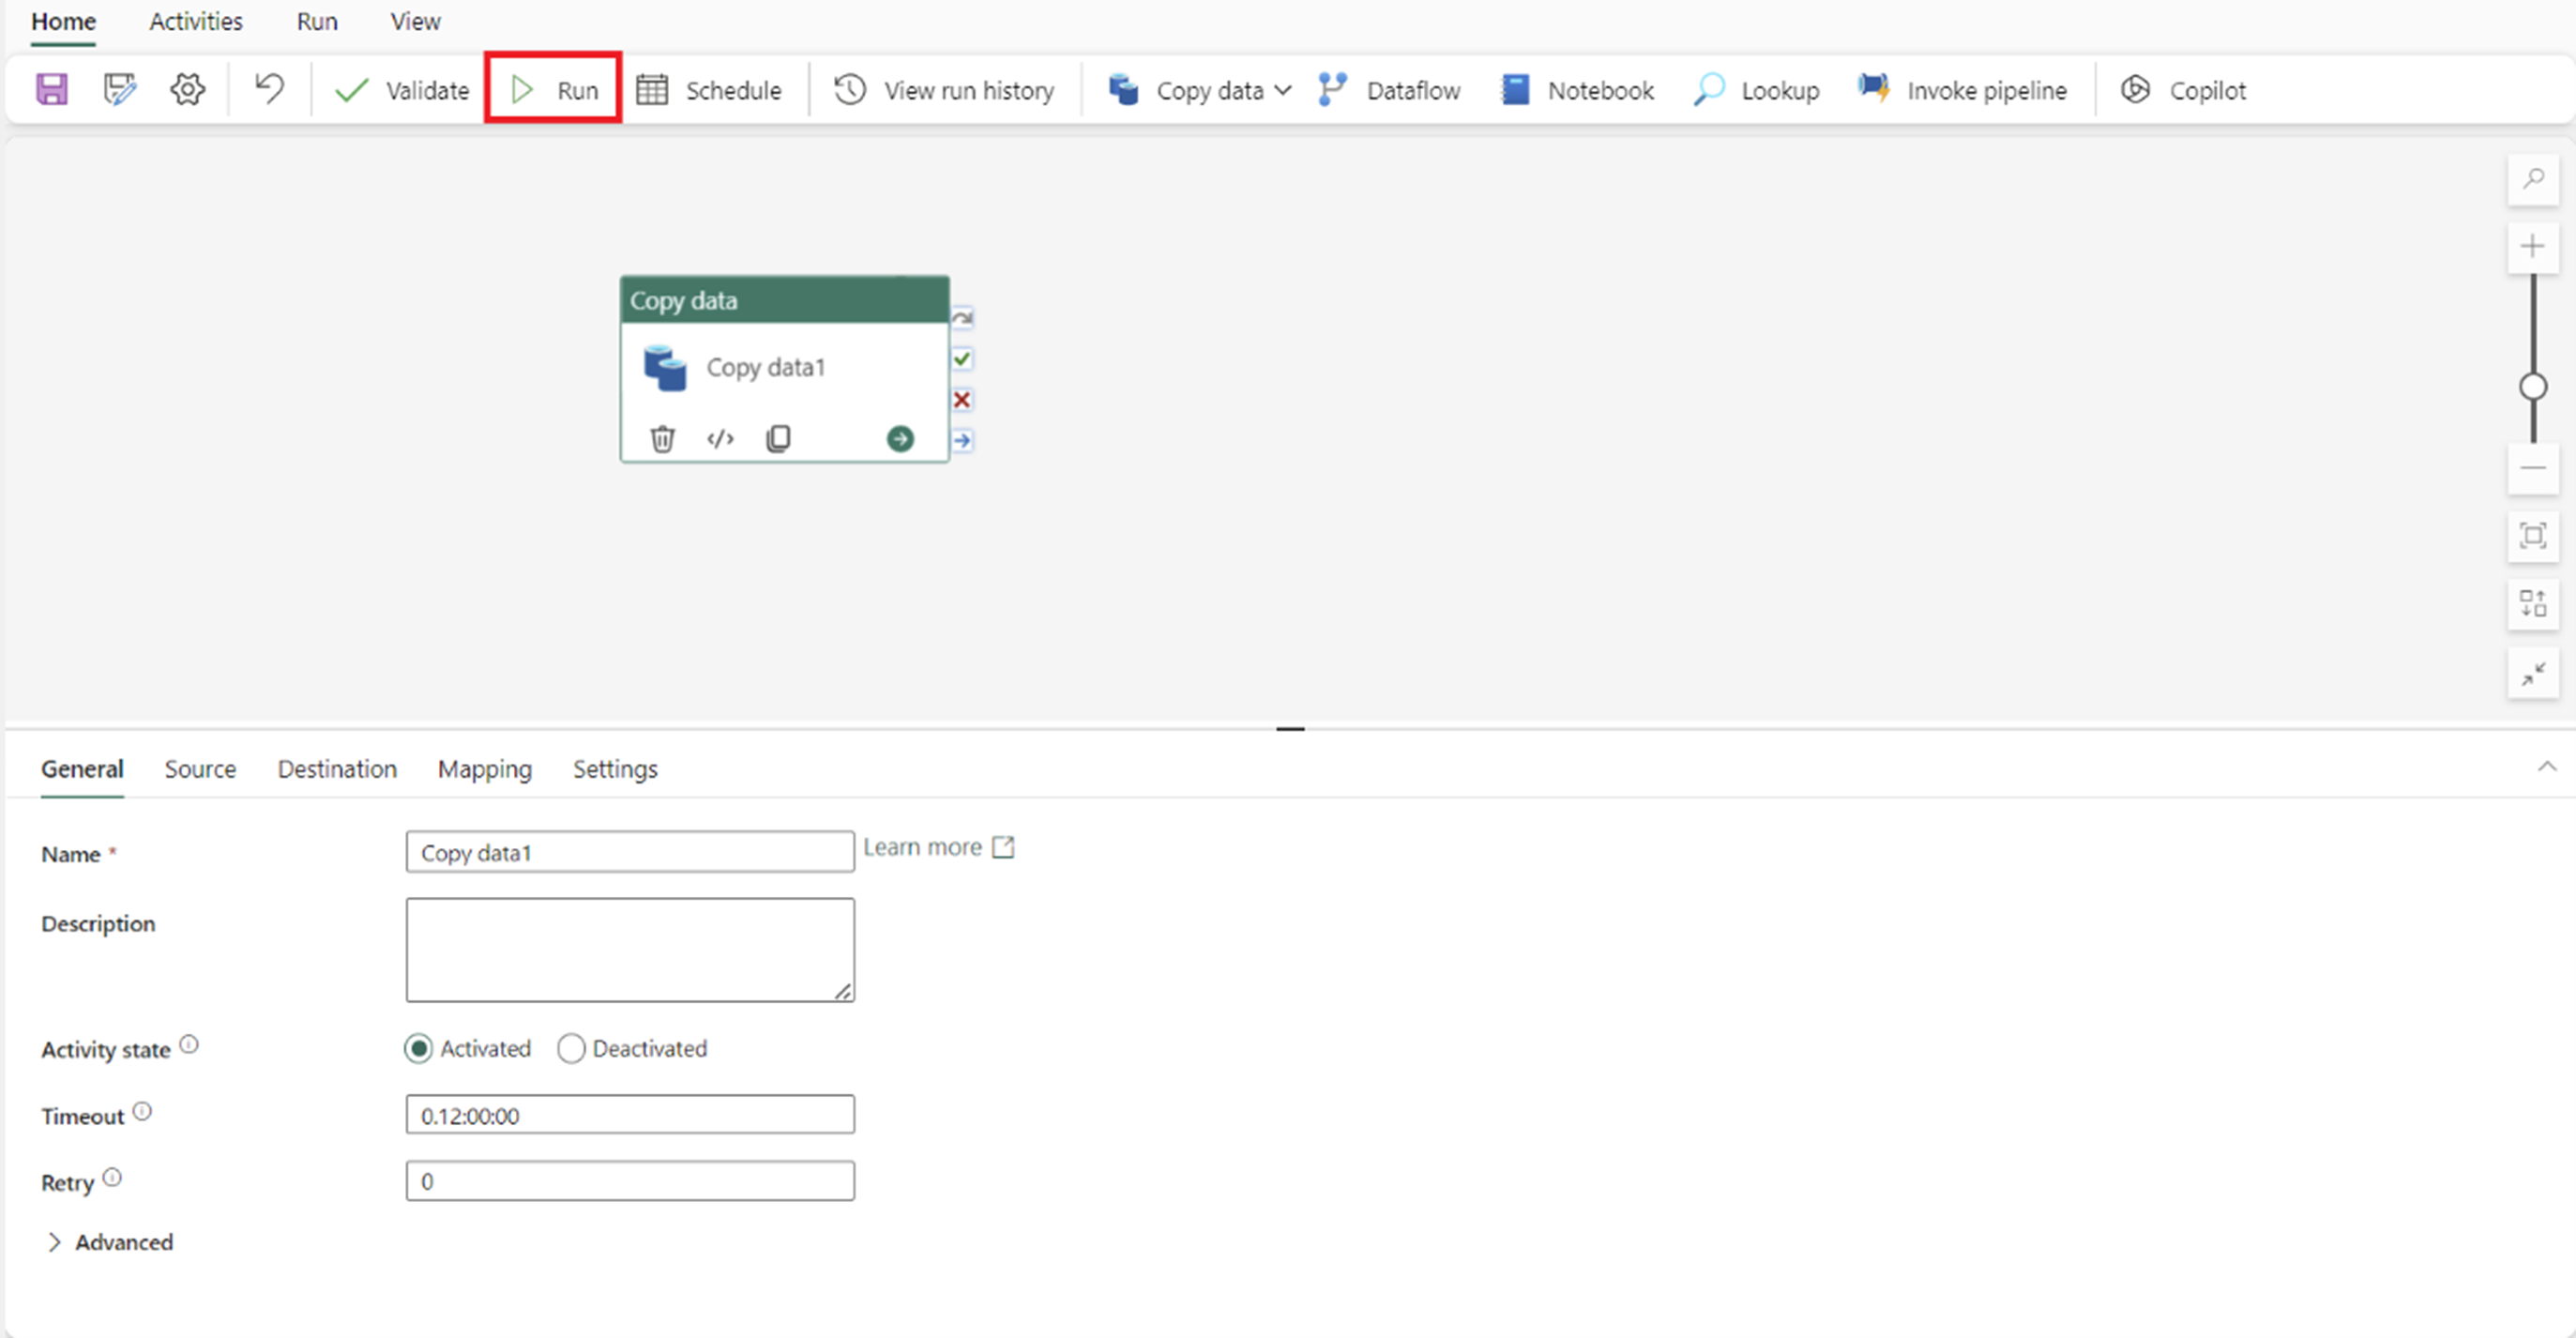 Home Activities Run View
Validate Run Schedule View run history Copy data Dataflow Notebook Lookup Invoke pipeline Copilot
Copy data
Copy data1
General Source Destination Mapping Settings
Name * Copy data1 Learn more
Description
Activity state Activated Deactivated
Timeout 0.12:00:00
Retry 0
Advanced